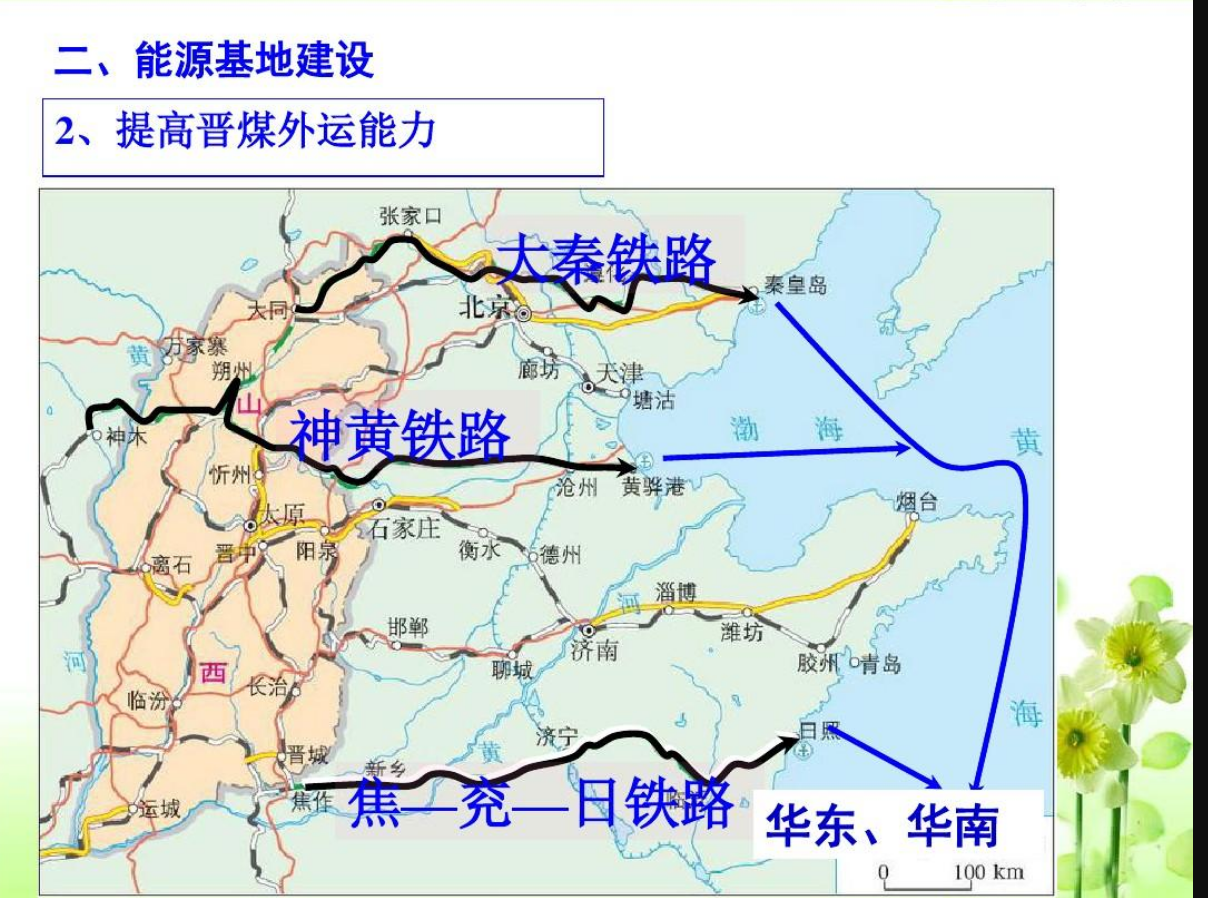 二、能源基地建设
2、提高晋煤外运能力
张家口
大秦铁路
秦皇岛
大同
北京
黄
万家寨
朔州
廊坊
天津
塘沽
山
神木
神黄铁路
渤海
黄
忻州
沧州
黄骅港
太原
石家庄
烟台
晋中
阳泉
衡水
德州
离石
淄博
河
邯郸
济南
潍坊
河
西
聊城
胶州
青岛
临汾
长治
海
日照
济宁
黄
晋城
新乡
焦作
焦—兖—日铁路
运城
华东、华南
0
100 km